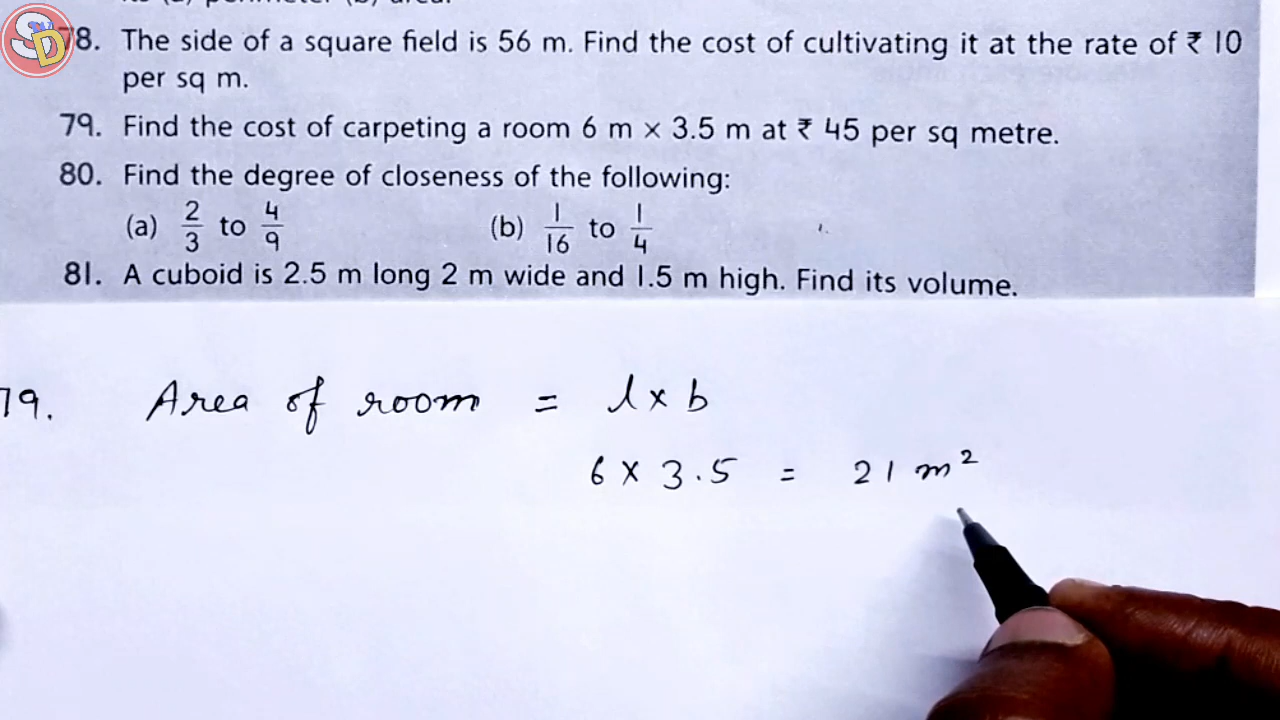 78. The side of a square field is 56 m. Find the cost of cultivating it at the rate of ₹ 10
per sq m.
79. Find the cost of carpeting a room 6 m × 3.5 m at ₹ 45 per sq metre.
80. Find the degree of closeness of the following:
(a) 2/3 to 4/9 (b) 1/16 to 1/4
81. A cuboid is 2.5 m long 2 m wide and 1.5 m high. Find its volume.
79. Area of room = l × b
6 × 3.5 = 21 m²
SD